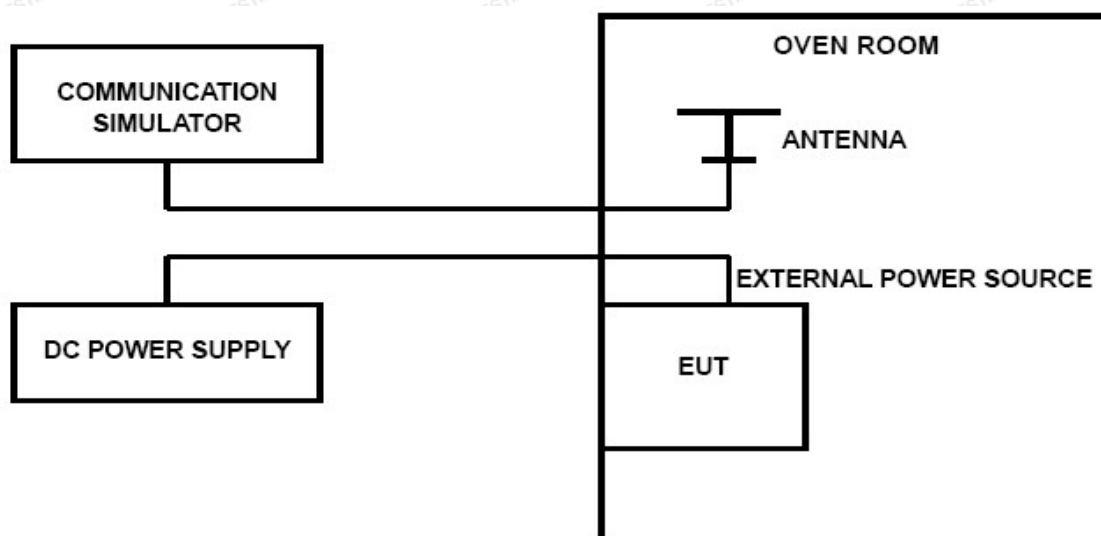 OVEN ROOM
COMMUNICATION
SIMULATOR
ANTENNA
EXTERNAL POWER SOURCE
DC POWER SUPPLY
EUT